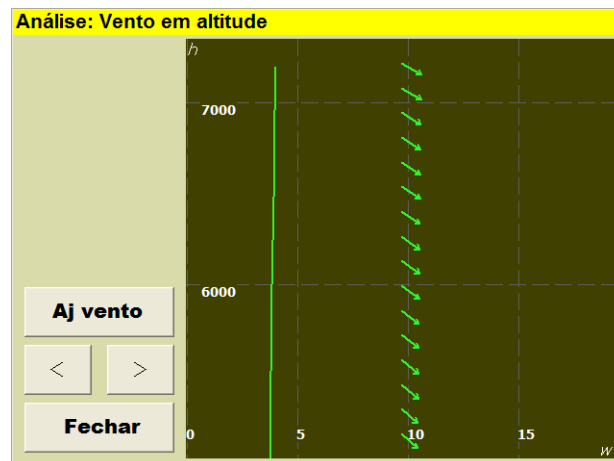 Análise: Vento em altitude
h
7000
6000
Aj vento
<
>
Fechar
0
5
10
15
w